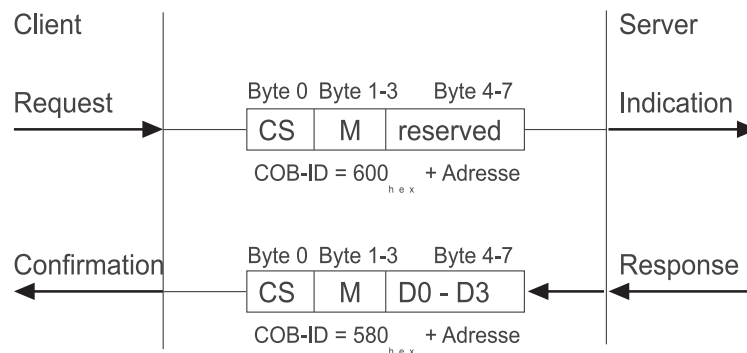 Client Server
Byte 0 Byte 1-3 Byte 4-7
Request Indication
CS M reserved
COB-ID = 600hex + Adresse
Byte 0 Byte 1-3 Byte 4-7
Confirmation Response
CS M D0 - D3
COB-ID = 580hex + Adresse